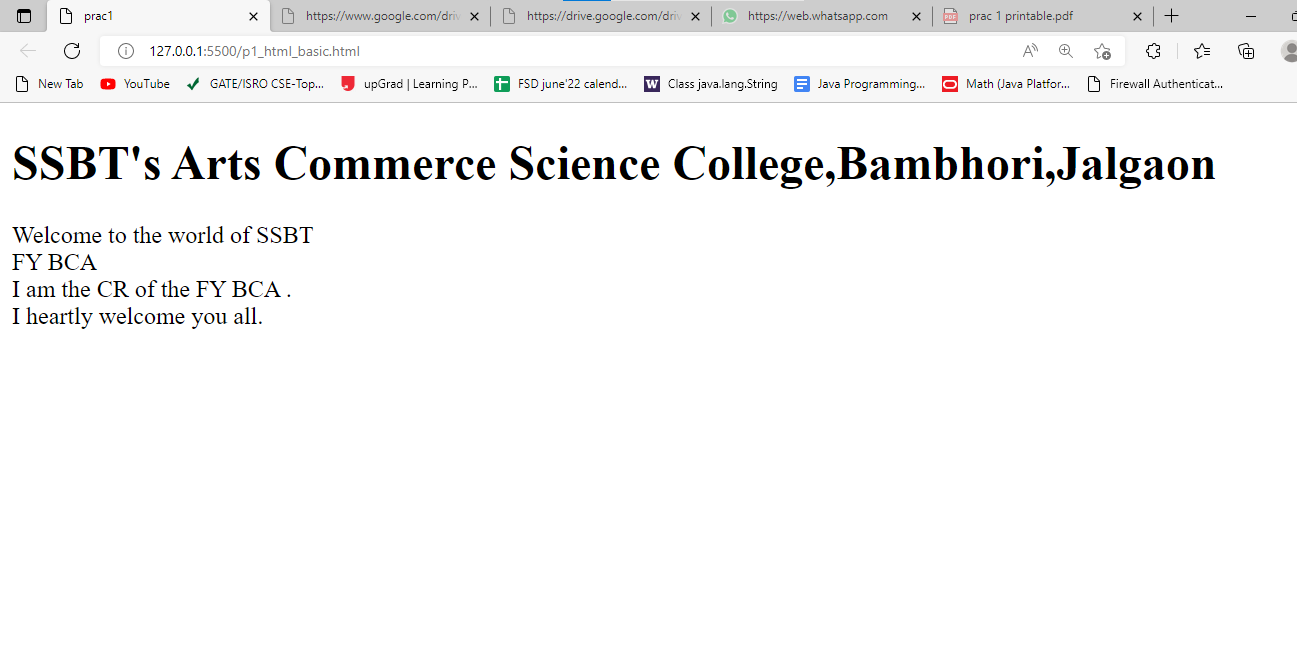 prac1
https://www.google.com/driv
https://drive.google.com/driv
https://web.whatsapp.com
prac 1 printable.pdf
127.0.0.1:5500/p1_html_basic.html
New Tab
YouTube
GATE/ISRO CSE-Top...
upGrad | Learning P...
FSD june'22 calend...
W Class java.lang.String
Java Programming...
Math (Java Platfor...
Firewall Authenticat...
SSBT's Arts Commerce Science College,Bambhori,Jalgaon
Welcome to the world of SSBT
FY BCA
I am the CR of the FY BCA .
I heartly welcome you all.